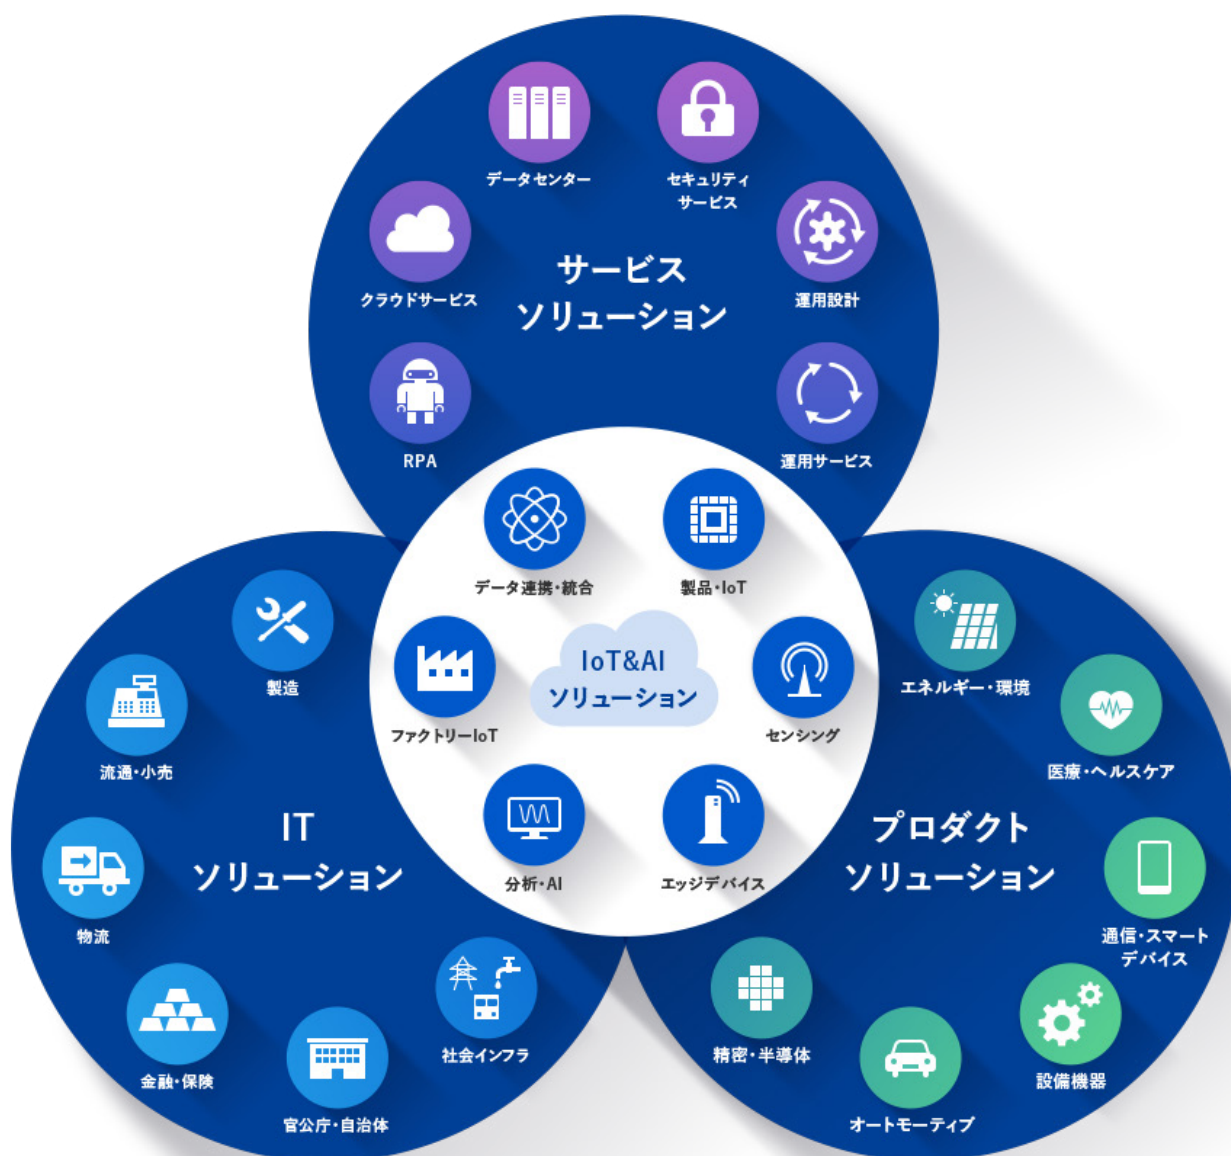 データセンター
セキュリティ
サービス
クラウドサービス
サービス
ソリューション
運用設計
RPA
運用サービス
データ連携・統合
製品・IoT
ファクトリーIoT
IoT&AI
ソリューション
センシング
分析・AI
エッジデバイス
製造
流通・小売
IT
ソリューション
物流
金融・保険
官公庁・自治体
社会インフラ
エネルギー・環境
医療・ヘルスケア
プロダクト
ソリューション
通信・スマート
デバイス
精密・半導体
設備機器
オートモーティブ